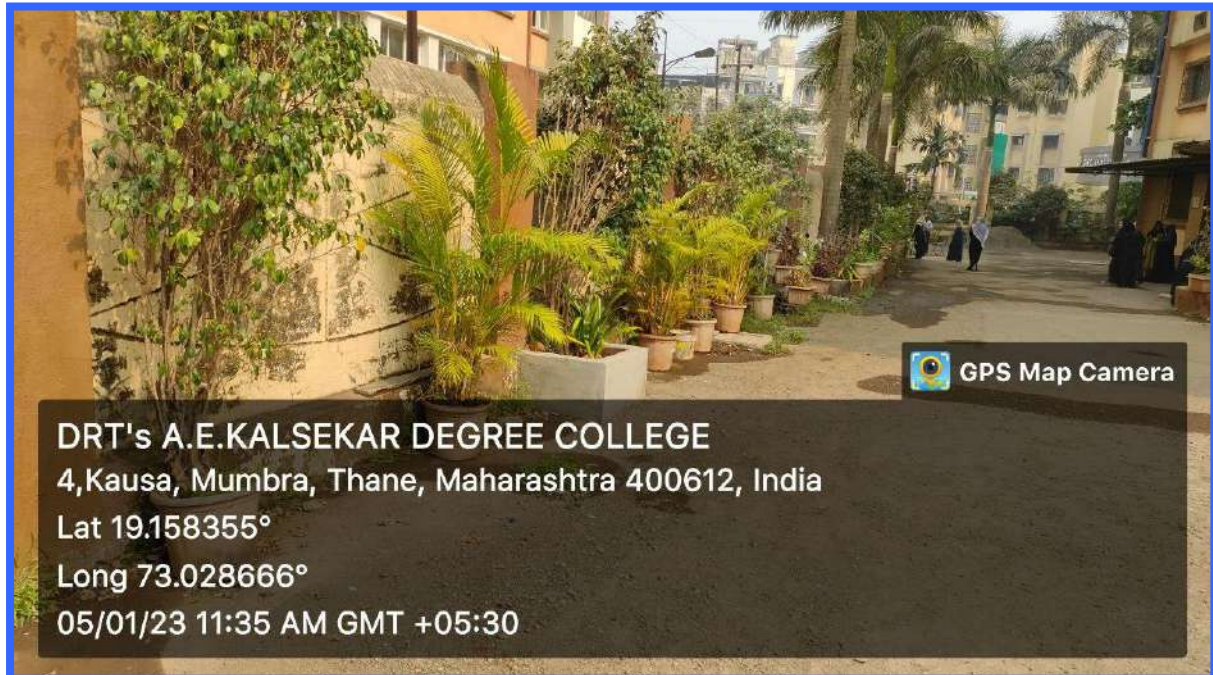 GPS Map Camera
DRT's A.E.KALSEKAR DEGREE COLLEGE
4,Kausa, Mumbra, Thane, Maharashtra 400612, India
Lat 19.158355°
Long 73.028666°
05/01/23 11:35 AM GMT +05:30